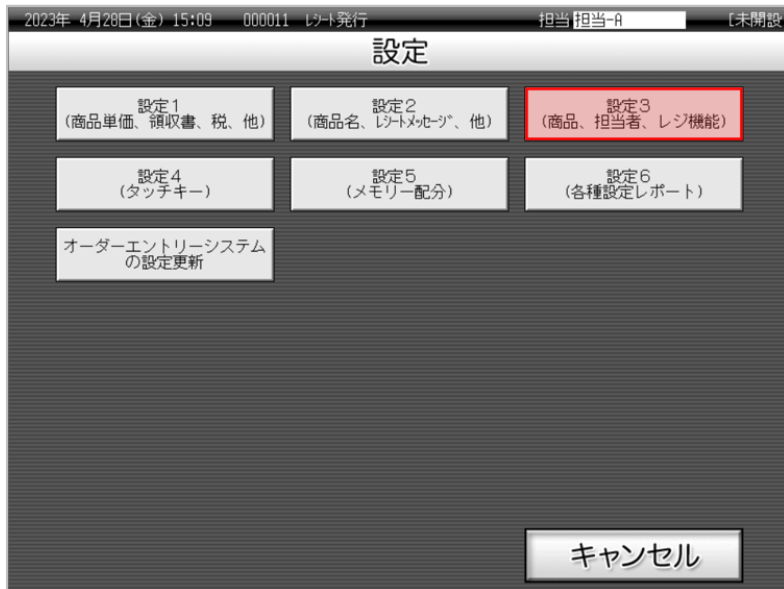 2023年 4月28日(金) 15:09 000011 ﾚｼｰﾄ発行 担当 担当-A [未開設
設定
設定1
(商品単価、領収書、税、他)
設定2
(商品名、ﾚｼｰﾄﾒｯｾｰｼﾞ、他)
設定3
(商品、担当者、レジ機能)
設定4
(タッチキー)
設定5
(メモリー配分)
設定6
(各種設定レポート)
オーダーエントリーシステム
の設定更新
キャンセル